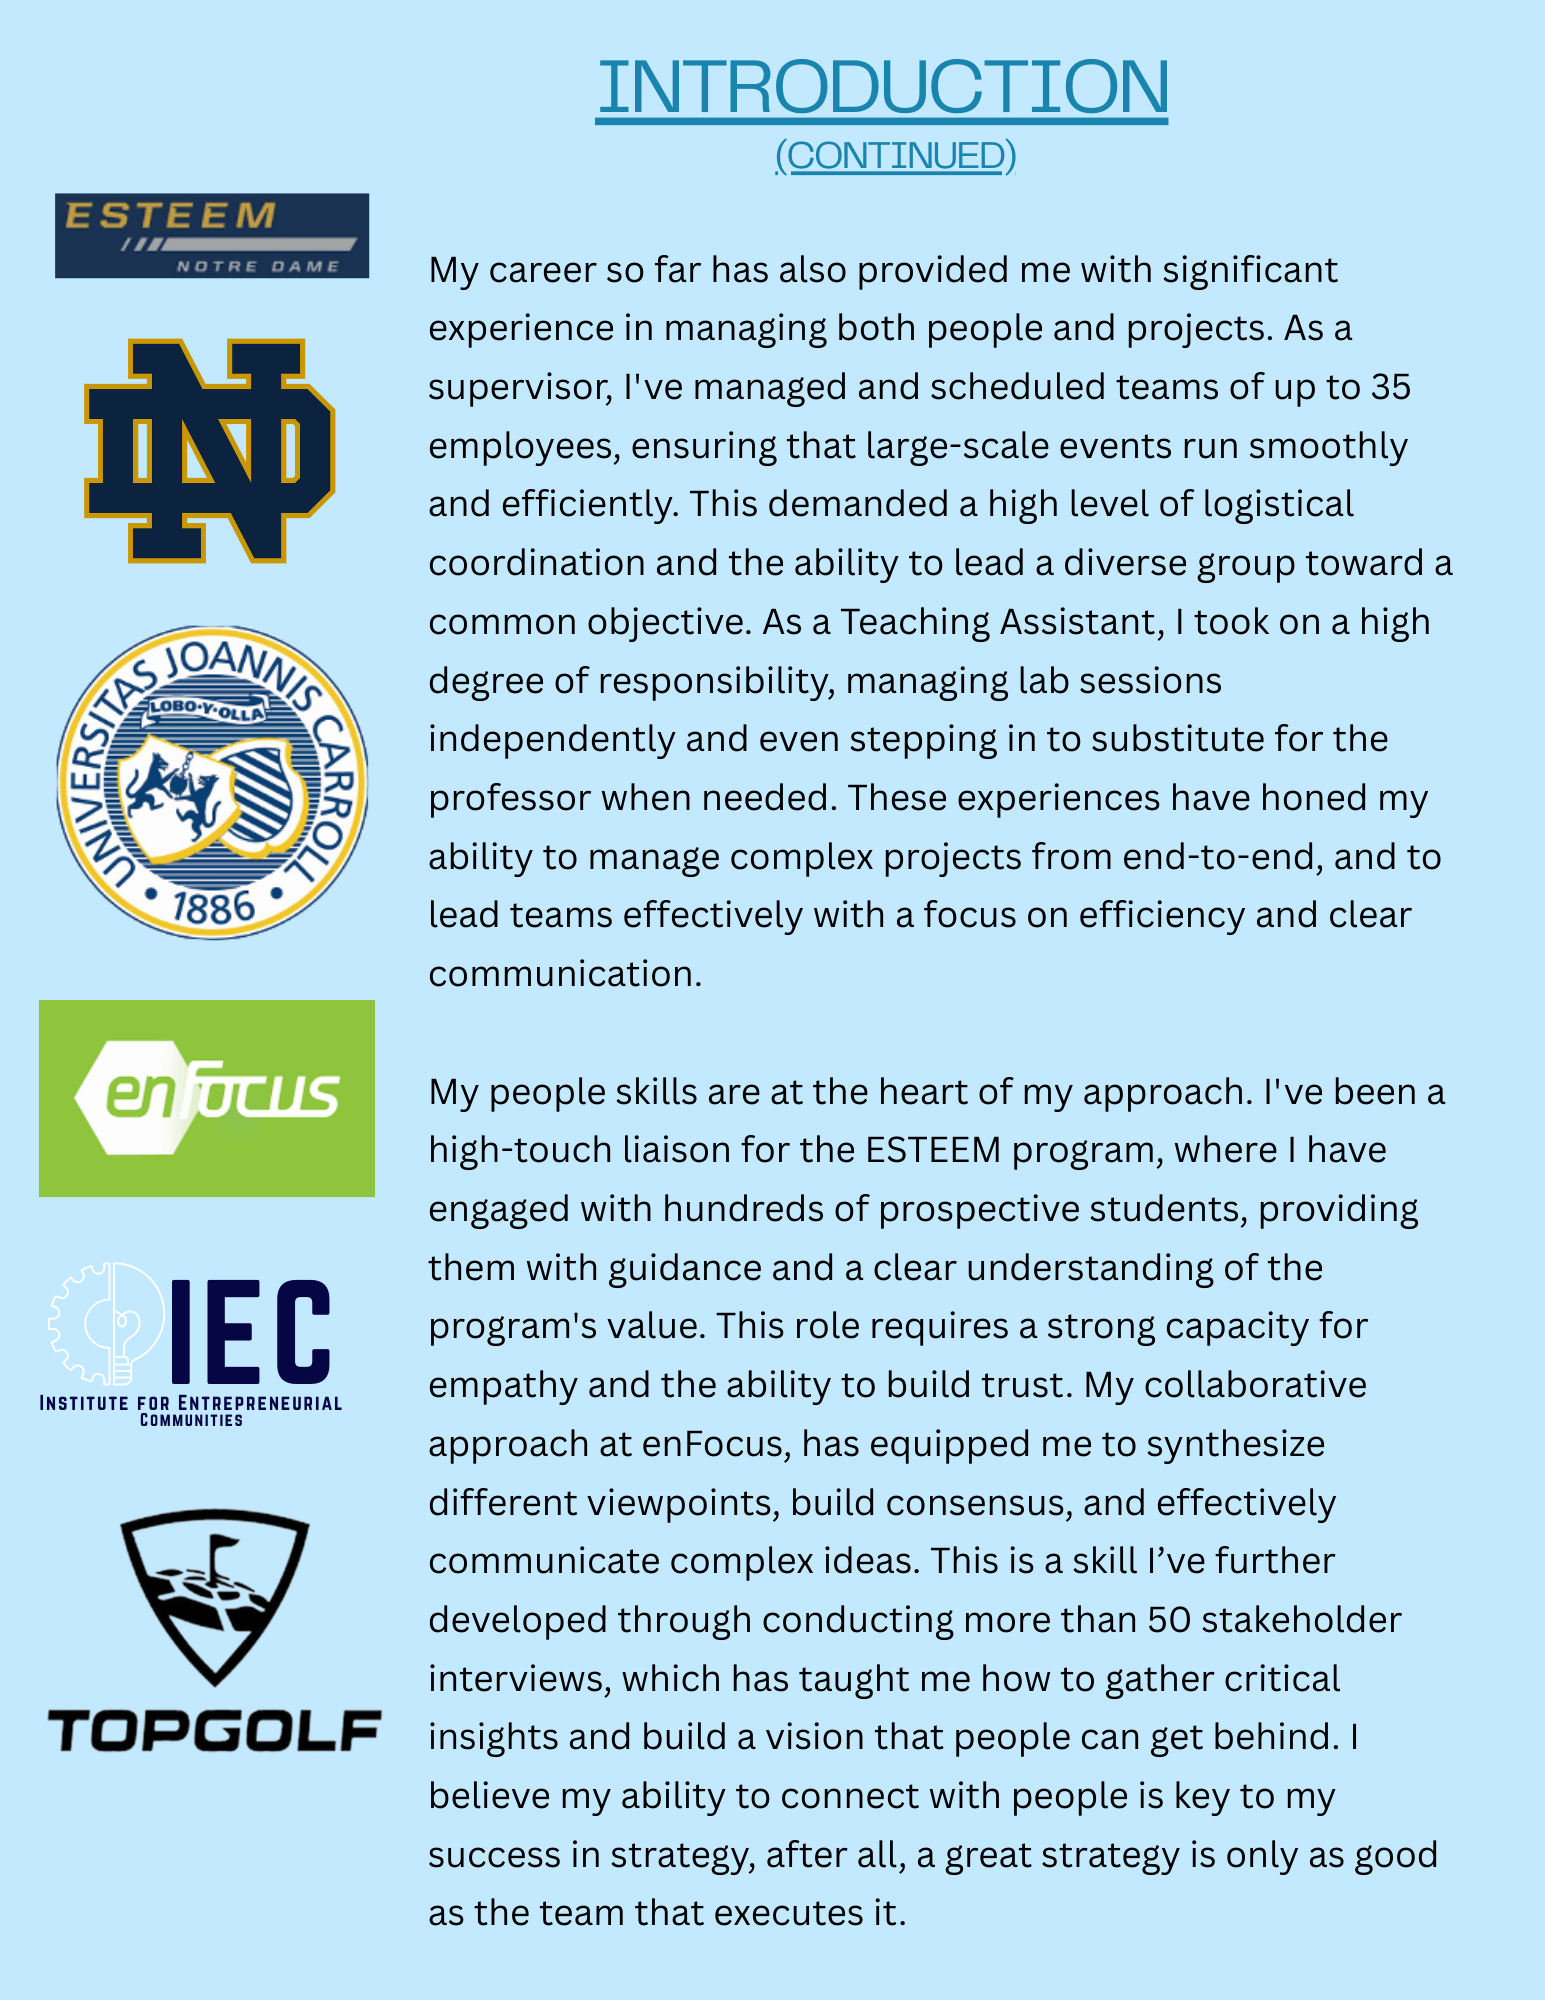 INTRODUCTION
(CONTINUED)
ESTEEM
NOTRE DAME
ND
UNIVERSITAS JOANNIS CARROLL
LOBO·Y·OLLA
• 1886 •
enFocus
IEC
INSTITUTE FOR ENTREPRENEURIAL
COMMUNITIES
TOPGOLF
My career so far has also provided me with significant
experience in managing both people and projects. As a
supervisor, I've managed and scheduled teams of up to 35
employees, ensuring that large-scale events run smoothly
and efficiently. This demanded a high level of logistical
coordination and the ability to lead a diverse group toward a
common objective. As a Teaching Assistant, I took on a high
degree of responsibility, managing lab sessions
independently and even stepping in to substitute for the
professor when needed. These experiences have honed my
ability to manage complex projects from end-to-end, and to
lead teams effectively with a focus on efficiency and clear
communication.
My people skills are at the heart of my approach. I've been a
high-touch liaison for the ESTEEM program, where I have
engaged with hundreds of prospective students, providing
them with guidance and a clear understanding of the
program's value. This role requires a strong capacity for
empathy and the ability to build trust. My collaborative
approach at enFocus, has equipped me to synthesize
different viewpoints, build consensus, and effectively
communicate complex ideas. This is a skill I’ve further
developed through conducting more than 50 stakeholder
interviews, which has taught me how to gather critical
insights and build a vision that people can get behind. I
believe my ability to connect with people is key to my
success in strategy, after all, a great strategy is only as good
as the team that executes it.